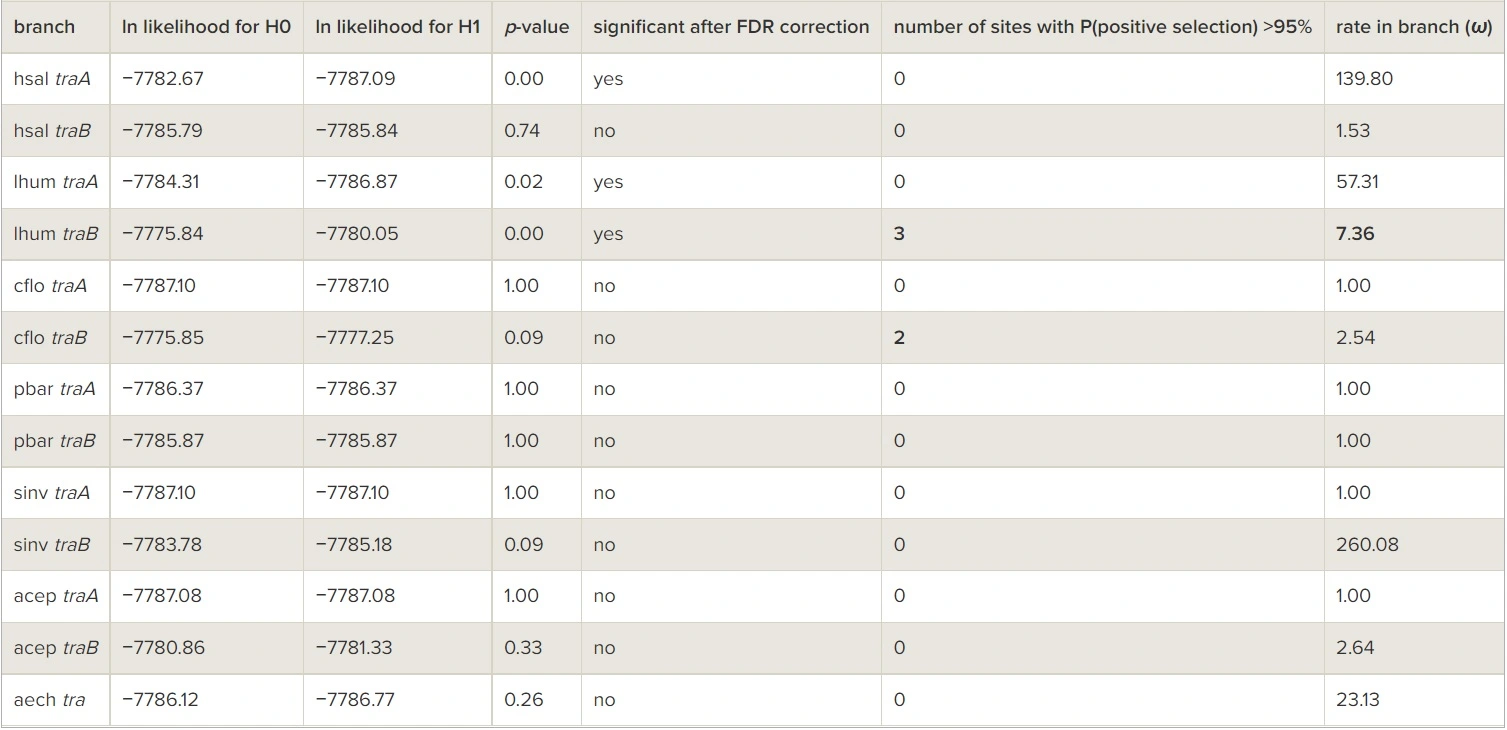 branch ln likelihood for H0 ln likelihood for H1 p-value significant after FDR correction number of sites with P(positive selection) >95% rate in branch (ω)
hsal traA −7782.67 −7787.09 0.00 yes 0 139.80
hsal traB −7785.79 −7785.84 0.74 no 0 1.53
lhum traA −7784.31 −7786.87 0.02 yes 0 57.31
lhum traB −7775.84 −7780.05 0.00 yes 3 7.36
cflo traA −7787.10 −7787.10 1.00 no 0 1.00
cflo traB −7775.85 −7777.25 0.09 no 2 2.54
pbar traA −7786.37 −7786.37 1.00 no 0 1.00
pbar traB −7785.87 −7785.87 1.00 no 0 1.00
sinv traA −7787.10 −7787.10 1.00 no 0 1.00
sinv traB −7783.78 −7785.18 0.09 no 0 260.08
acep traA −7787.08 −7787.08 1.00 no 0 1.00
acep traB −7780.86 −7781.33 0.33 no 0 2.64
aech tra −7786.12 −7786.77 0.26 no 0 23.13